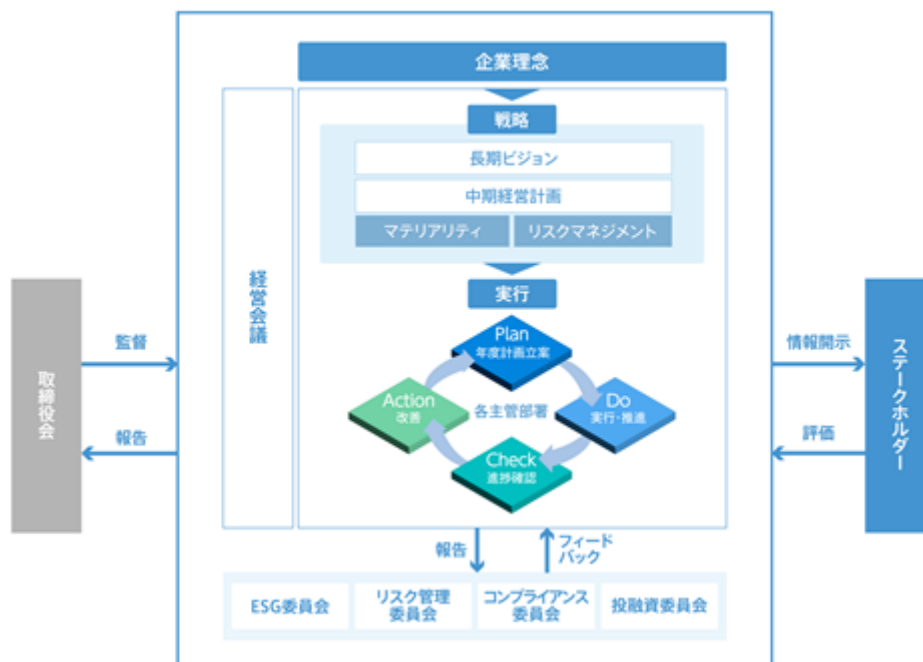 企業理念
戦略
長期ビジョン
中期経営計画
マテリアリティ
リスクマネジメント
経営会議
実行
Plan
年度計画立案
Action
改善
各主管部署
Do
実行・推進
Check
進捗確認
取締役会
監督
報告
情報開示
評価
ステークホルダー
報告
フィード
バック
ESG委員会
リスク管理
委員会
コンプライアンス
委員会
投融資委員会